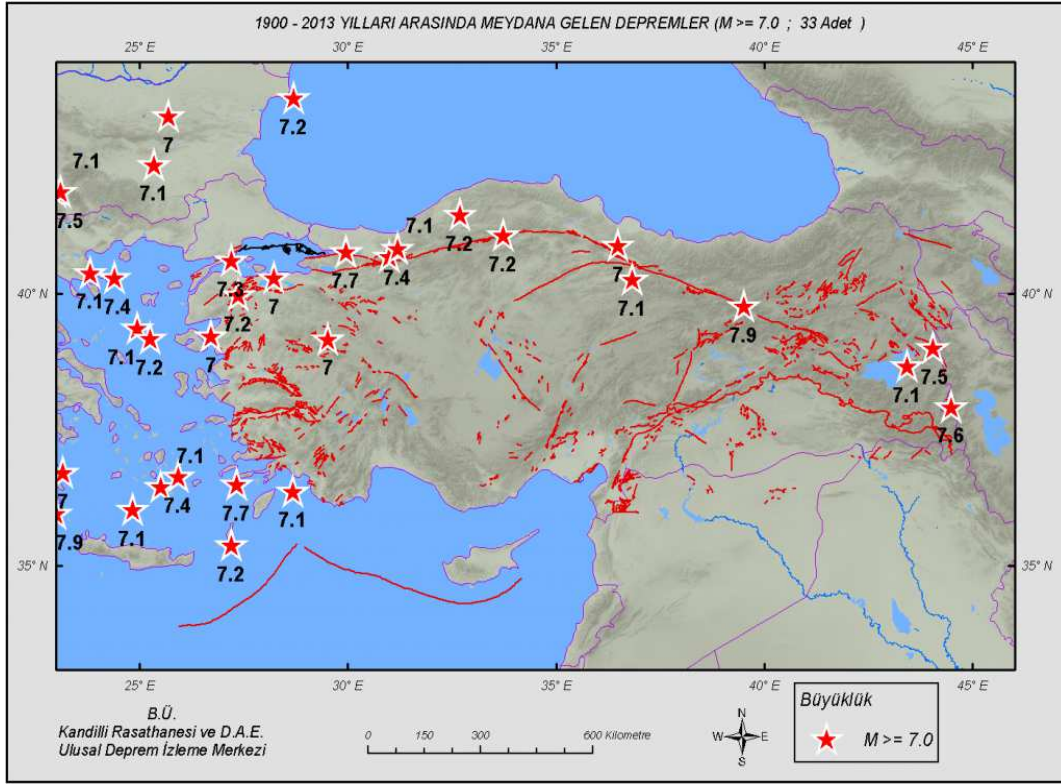 1900 - 2013 YILLARI ARASINDA MEYDANA GELEN DEPREMLER (M >= 7.0 ; 33 Adet )
25° E 30° E 35° E 40° E 45° E
7.2
7
7.1 7.1
7.5 7.1
7.2 7.2
7.7 7.4 7
40° N 7.1 7.4 7.3 7 7.1 40° N
7.2 7.9
7.1 7.2 7 7 7.1 7.5
7.6
7.1
7 7.4 7.7 7.1
7.9 7.1
7.2
35° N 35° N
25° E 30° E 35° E 40° E 45° E
B.Ü.
Kandilli Rasathanesi ve D.A.E.
Ulusal Deprem İzleme Merkezi
0 150 300 600 Kilometre
N
W E
S
Büyüklük
M >= 7.0